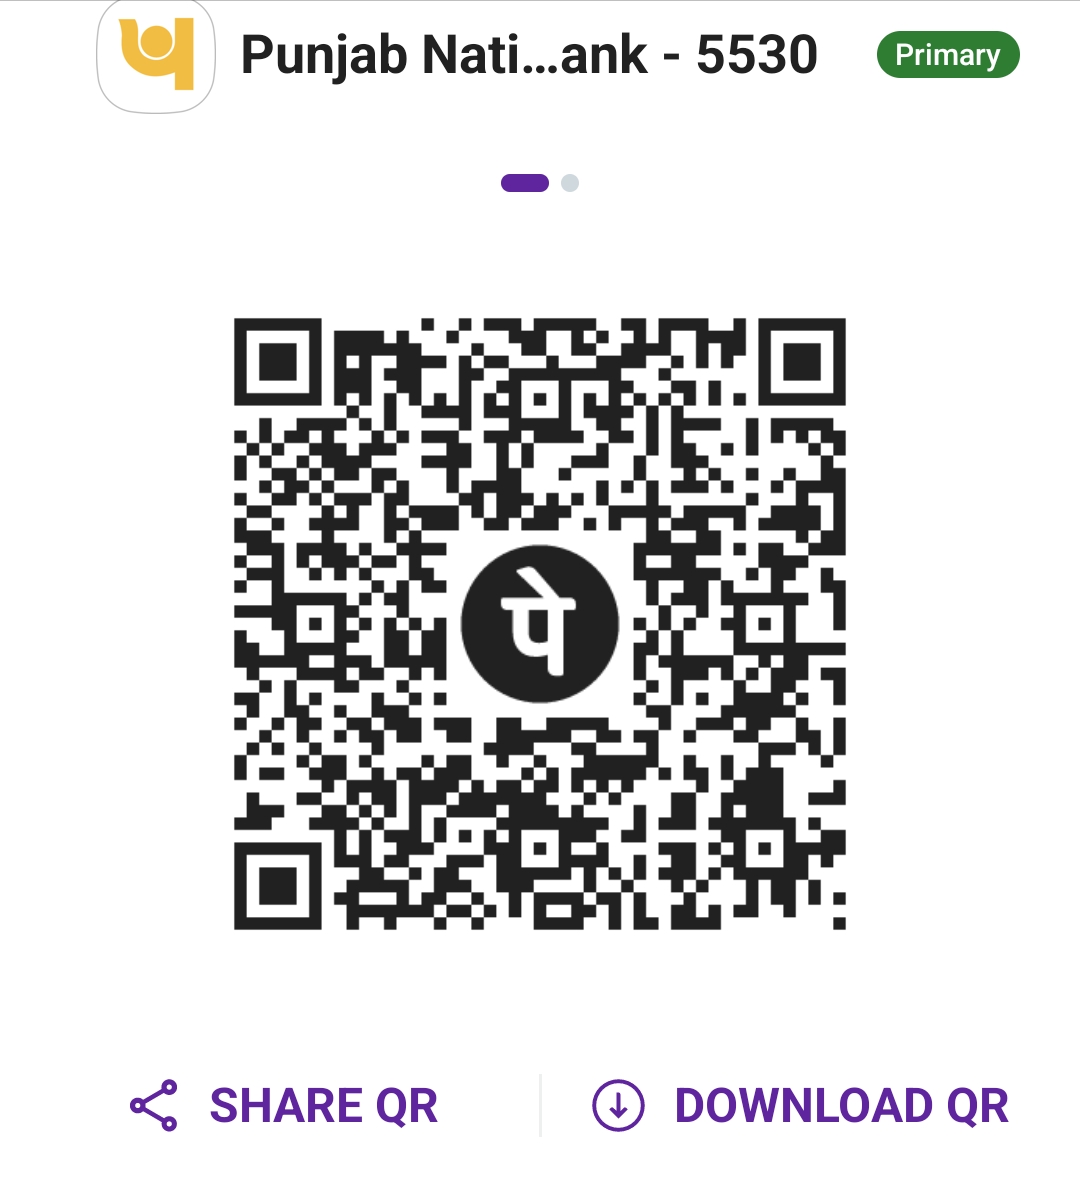 Punjab Nati...ank - 5530
Primary
पे
SHARE QR
DOWNLOAD QR